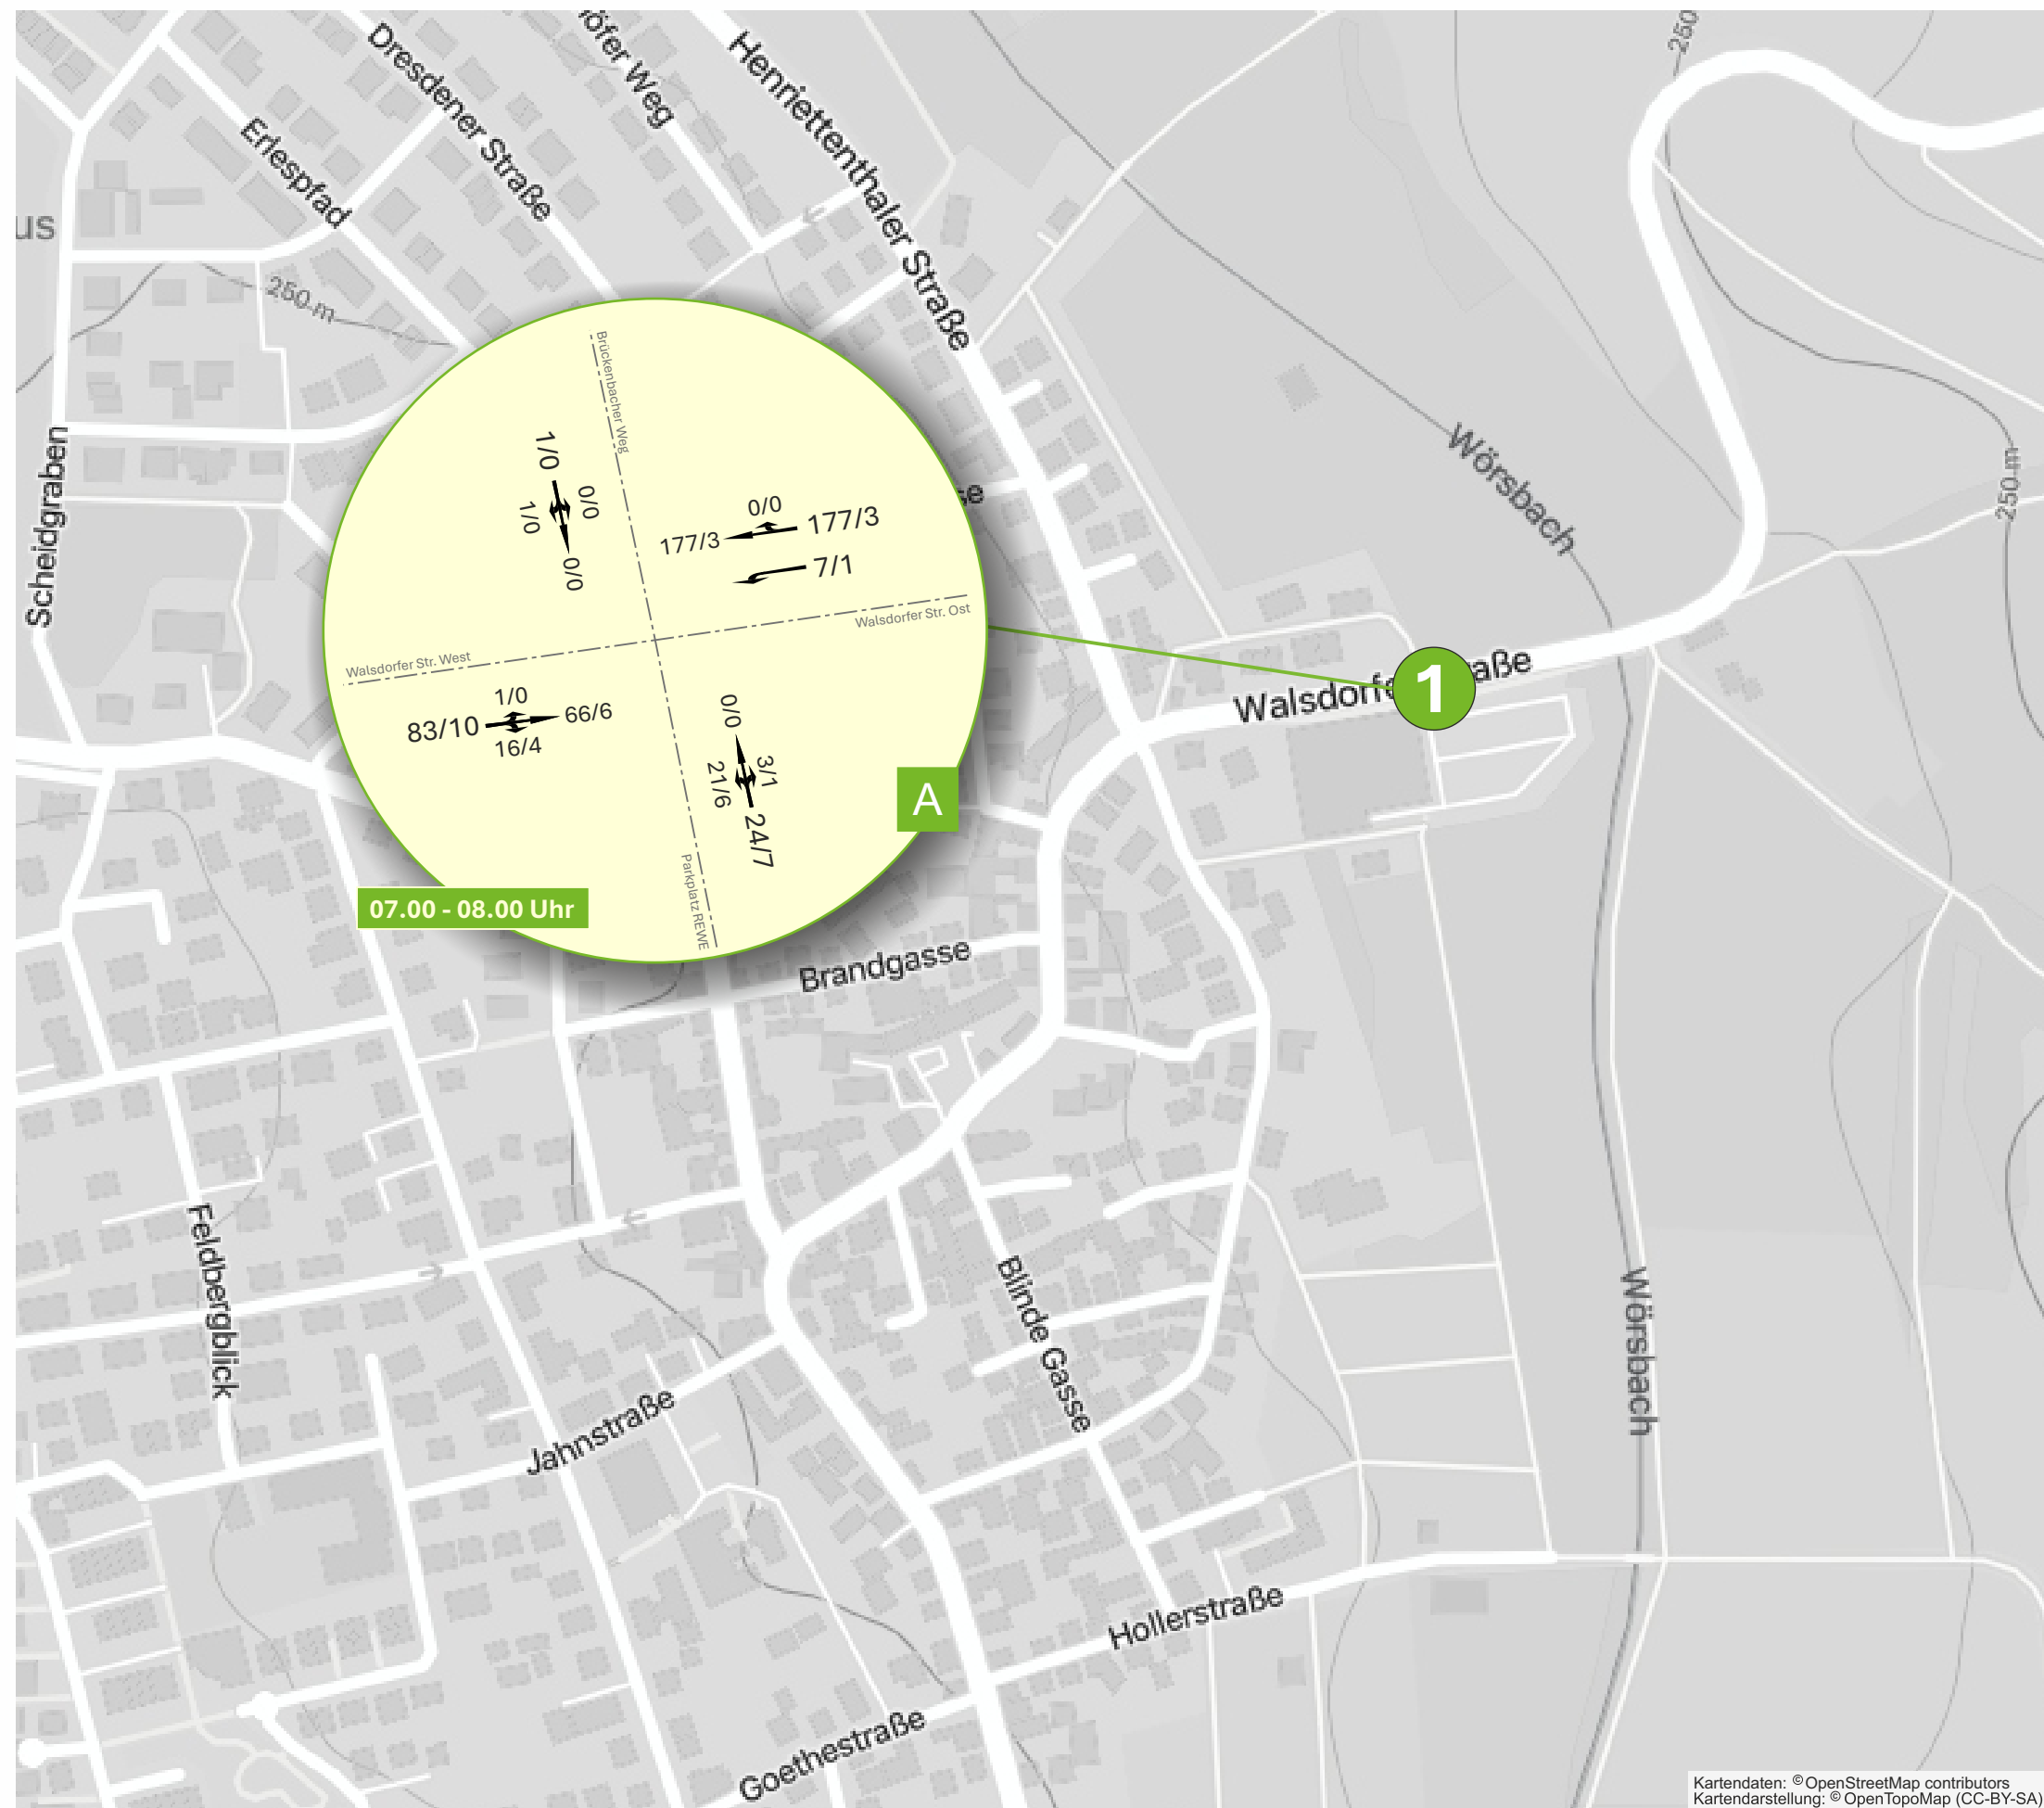 250
Dresdener Straße
öfer Weg
Henriettenthaler Straße
Erlespfad
us
250 m
Brückenbacher Weg
Scheidgraben
1/0
0/0
1/0
0/0
0/0
177/3
177/3
7/1
Wörsbach
250 m
Walsdorfer Str. Ost
Walsdorfer Str. West
1/0
83/10
66/6
16/4
0/0
3/1
21/6
24/7
A
1
Parkplatz REWE
07.00 - 08.00 Uhr
Brandgasse
Feldbergblick
Blinde Gasse
Wörsbach
Jahnstraße
Hollerstraße
Goethestraße
Kartendaten: © OpenStreetMap contributors
Kartendarstellung: © OpenTopoMap (CC-BY-SA)